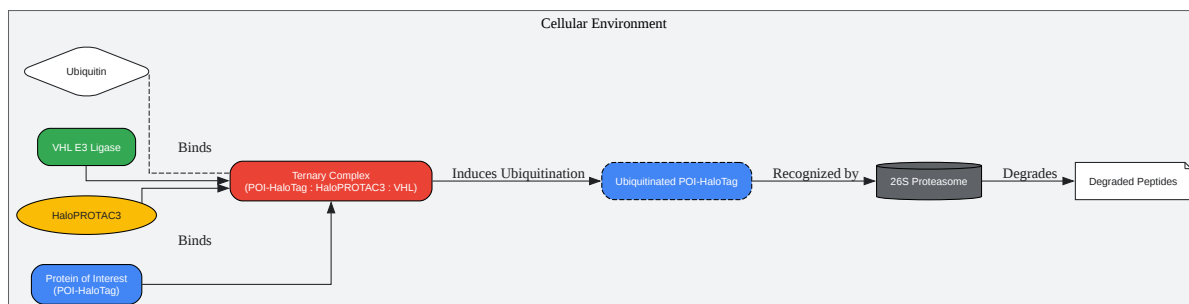 Cellular Environment
Ubiquitin
VHL E3 Ligase
Binds
Ternary Complex
(POI-HaloTag : HaloPROTAC3 : VHL)
Induces Ubiquitination
Ubiquitinated POI-HaloTag
Recognized by
26S Proteasome
Degrades
Degraded Peptides
HaloPROTAC3
Binds
Protein of Interest
(POI-HaloTag)